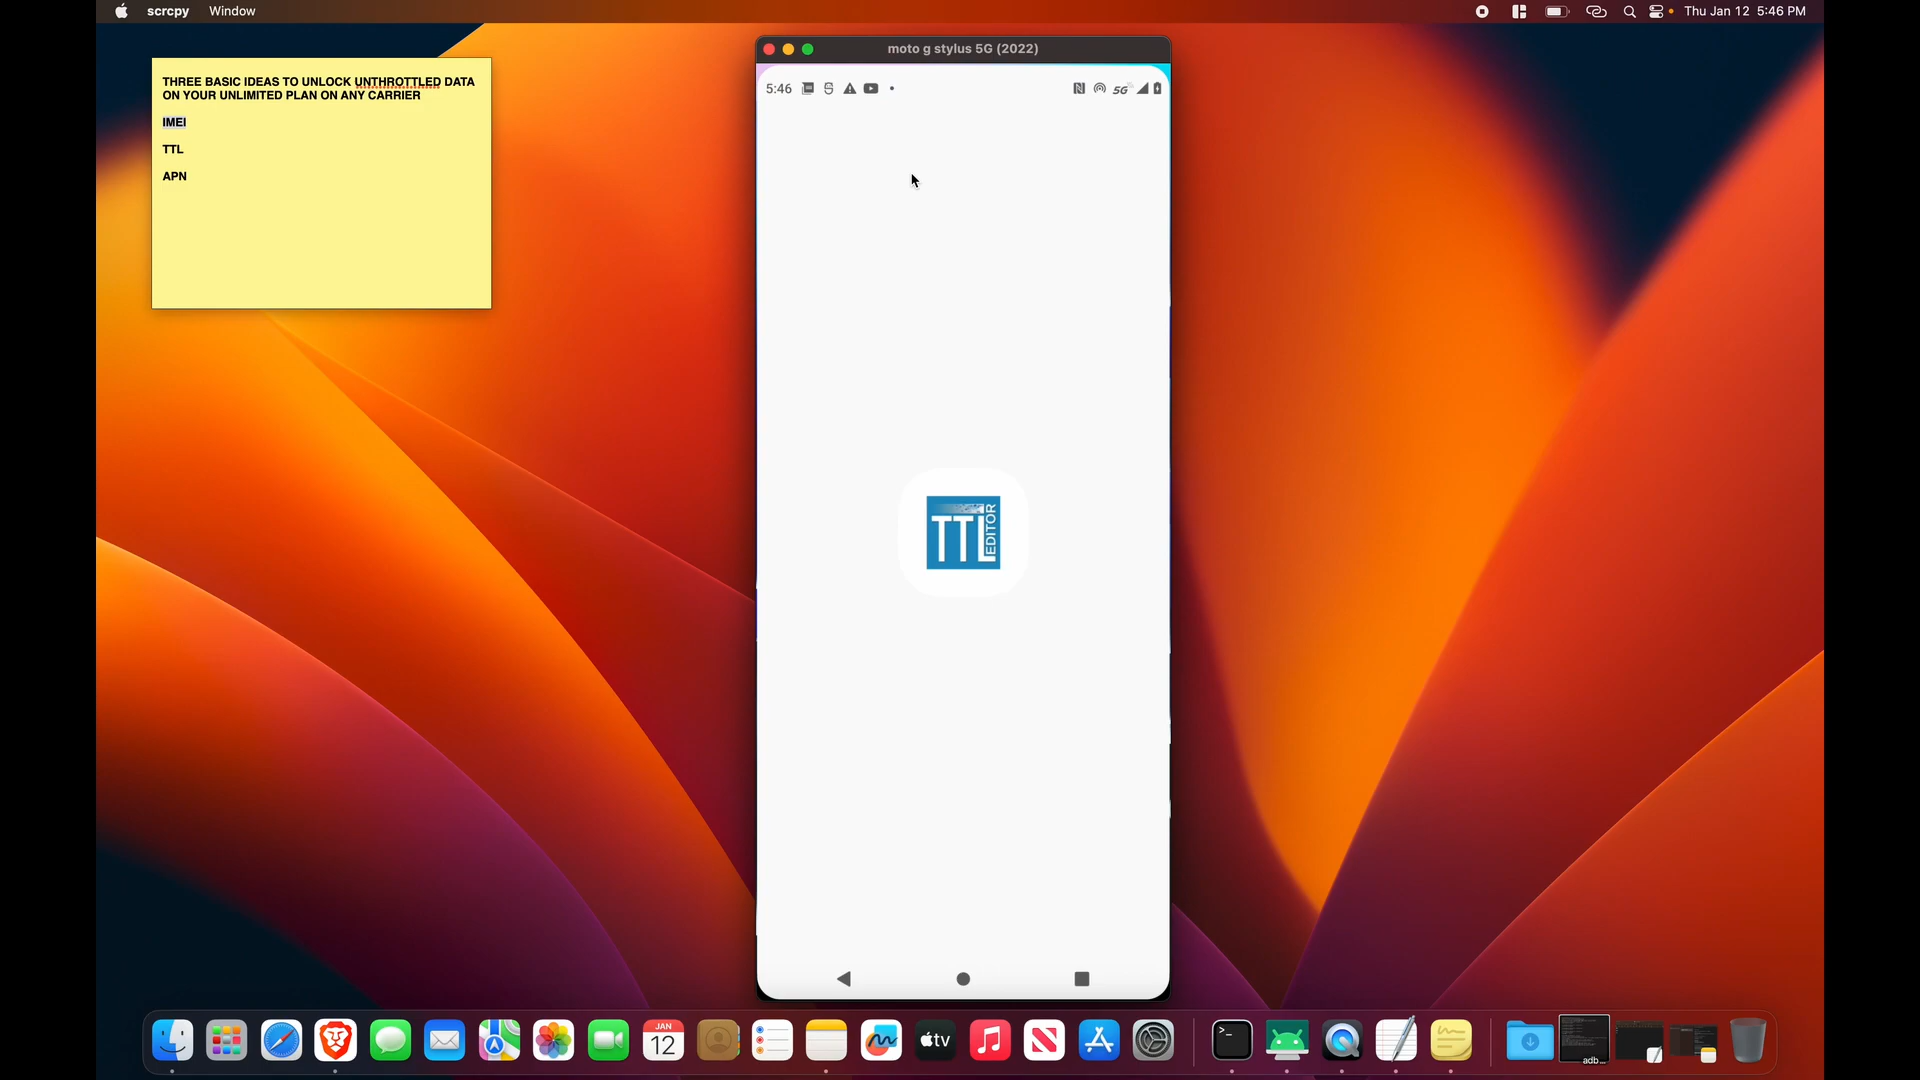 scrcpy Window
Thu Jan 12 5:46 PM
THREE BASIC IDEAS TO UNLOCK UNTHROTTLED DATA
ON YOUR UNLIMITED PLAN ON ANY CARRIER
IMEI
TTL
APN
moto g stylus 5G (2022)
5:46
5G
TTL EDITOR
JAN
12
tv
>_
adb...